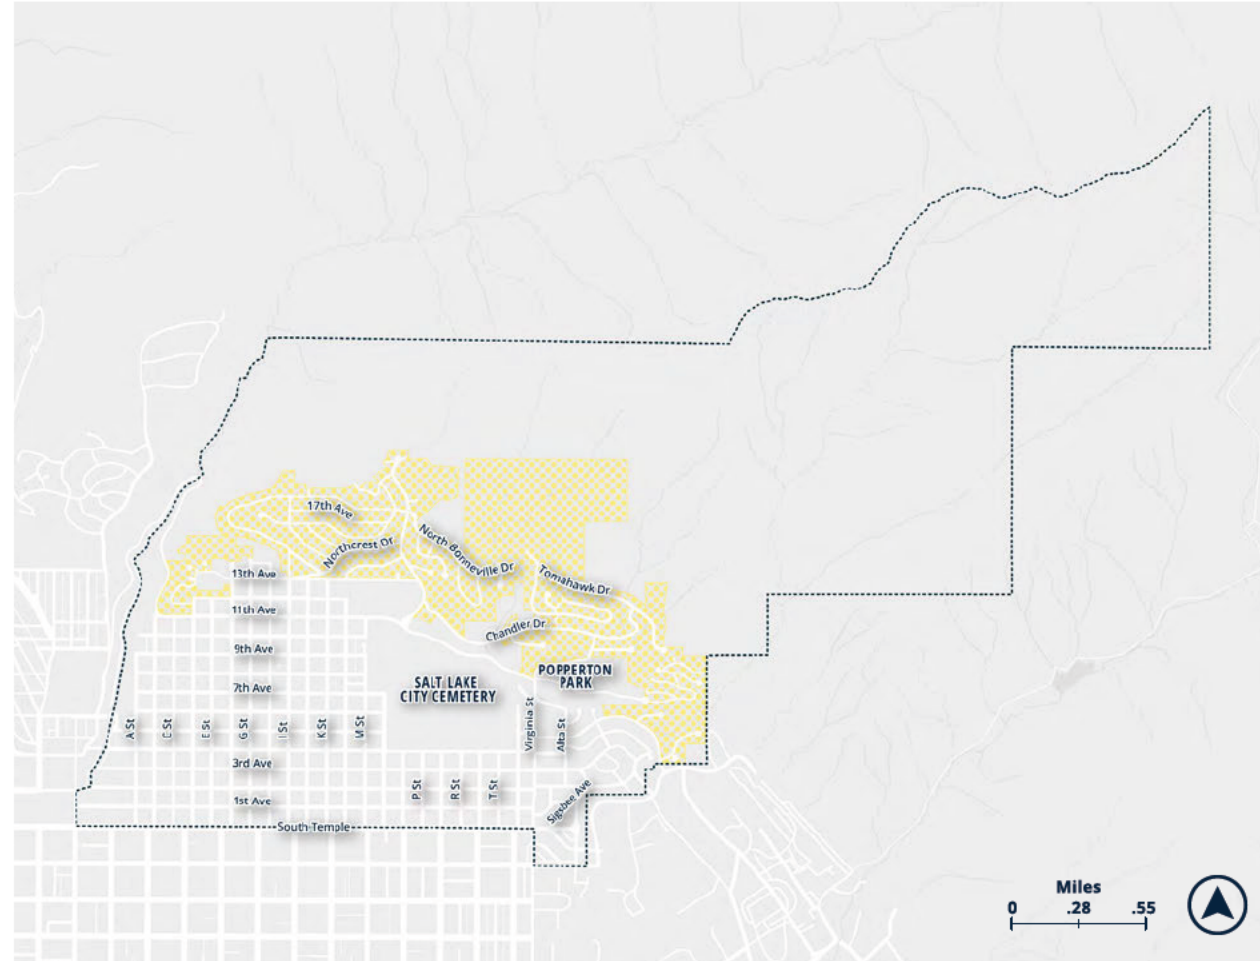 17th Ave
Northcrest Dr
North Bonneville Dr
Tomahawk Dr
13th Ave
11th Ave
Chandler Dr
9th Ave
7th Ave
SALT LAKE
CITY CEMETERY
POPPERTON
PARK
A St
C St
E St
G St
I St
K St
M St
Virginia St
Alta St
3rd Ave
1st Ave
P St
R St
T St
Sigsbee Ave
South Temple
Miles
0 .28 .55